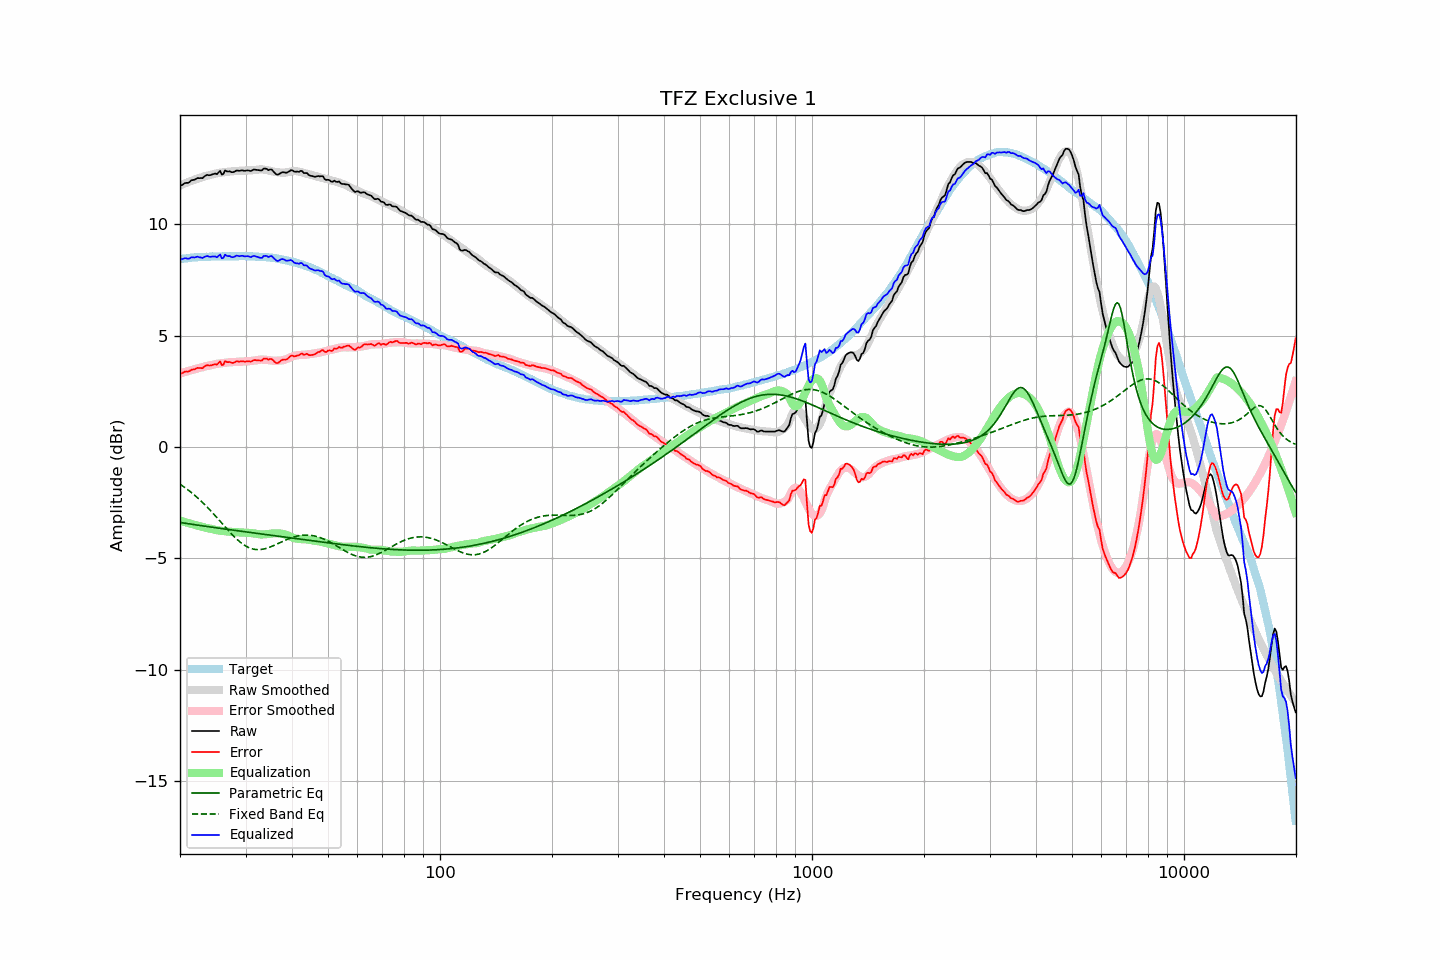 TFZ Exclusive 1
Amplitude (dBr)
10
5
0
−5
−10
−15
Target
Raw Smoothed
Error Smoothed
Raw
Error
Equalization
Parametric Eq
Fixed Band Eq
Equalized
100
1000
10000
Frequency (Hz)